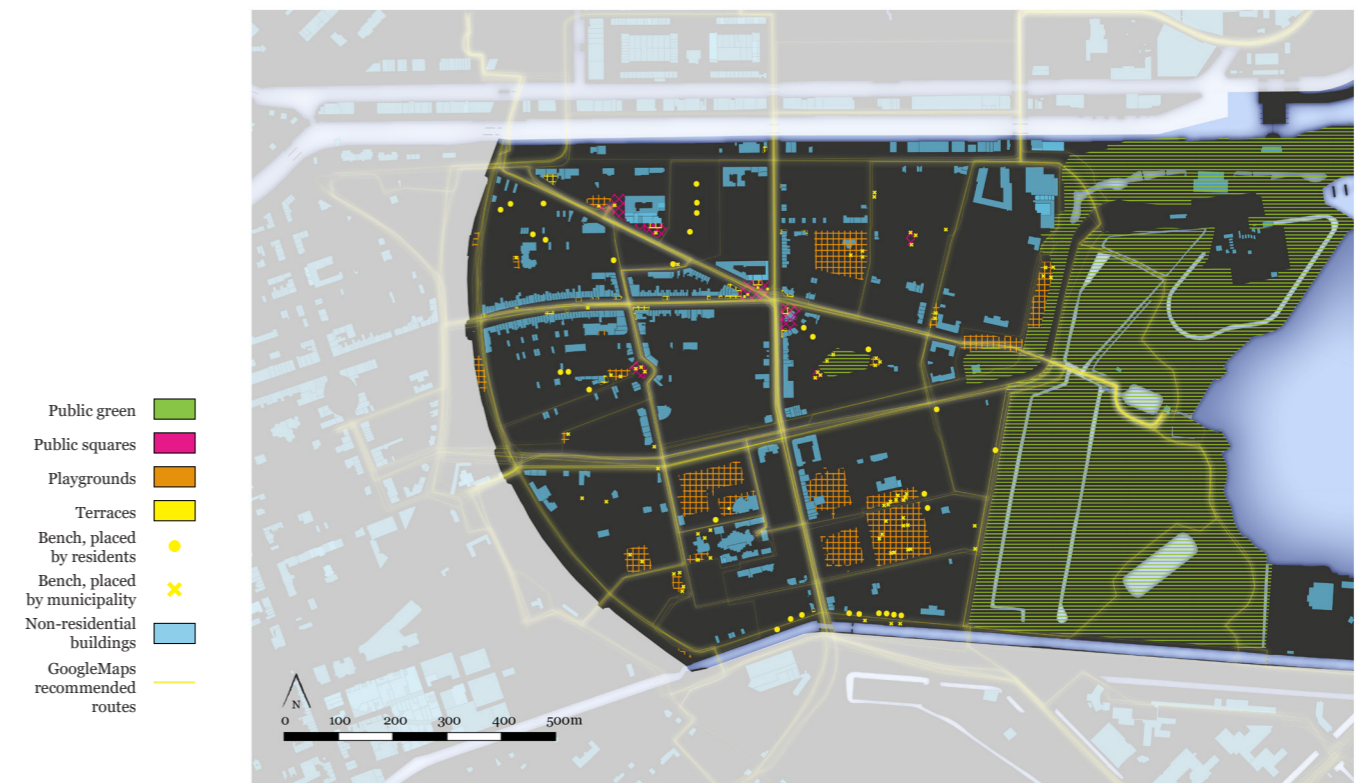 Public green
Public squares
Playgrounds
Terraces
Bench, placed
by residents
Bench, placed
by municipality
Non-residential
buildings
GoogleMaps
recommended
routes
N
0 100 200 300 400 500m